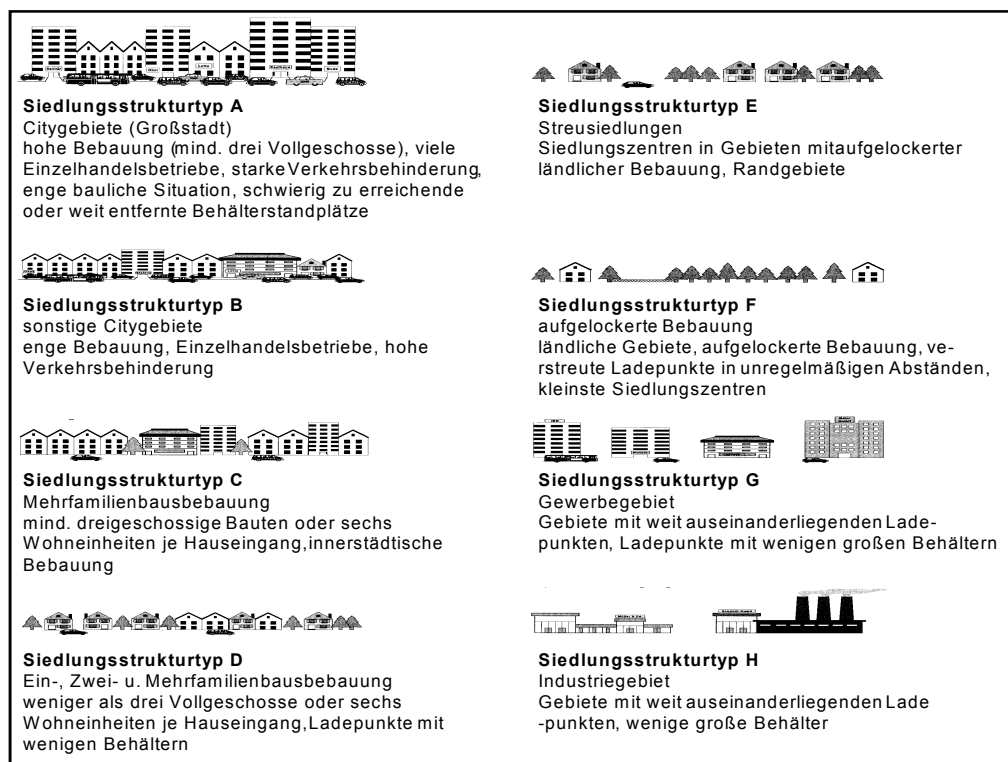 Siedlungsstrukturtyp A
Citygebiete (Großstadt)
hohe Bebauung (mind. drei Vollgeschosse), viele
Einzelhandelsbetriebe, starke Verkehrsbehinderung,
enge bauliche Situation, schwierig zu erreichende
oder weit entfernte Behälterstandplätze
Siedlungsstrukturtyp B
sonstige Citygebiete
enge Bebauung, Einzelhandelsbetriebe, hohe
Verkehrsbehinderung
Siedlungsstrukturtyp C
Mehrfamilienbausbebauung
mind. dreigeschossige Bauten oder sechs
Wohneinheiten je Hauseingang,innerstädtische
Bebauung
Siedlungsstrukturtyp D
Ein-, Zwei- u. Mehrfamilienbausbebauung
weniger als drei Vollgeschosse oder sechs
Wohneinheiten je Hauseingang,Ladepunkte mit
wenigen Behältern
Siedlungsstrukturtyp E
Streusiedlungen
Siedlungszentren in Gebieten mitaufgelockerter
ländlicher Bebauung, Randgebiete
Siedlungsstrukturtyp F
aufgelockerte Bebauung
ländliche Gebiete, aufgelockerte Bebauung, ve-
rstreute Ladepunkte in unregelmäßigen Abständen,
kleinste Siedlungszentren
Siedlungsstrukturtyp G
Gewerbegebiet
Gebiete mit weit auseinanderliegenden Lade-
punkten, Ladepunkte mit wenigen großen Behältern
Siedlungsstrukturtyp H
Industriegebiet
Gebiete mit weit auseinanderliegenden Lade
-punkten, wenige große Behälter